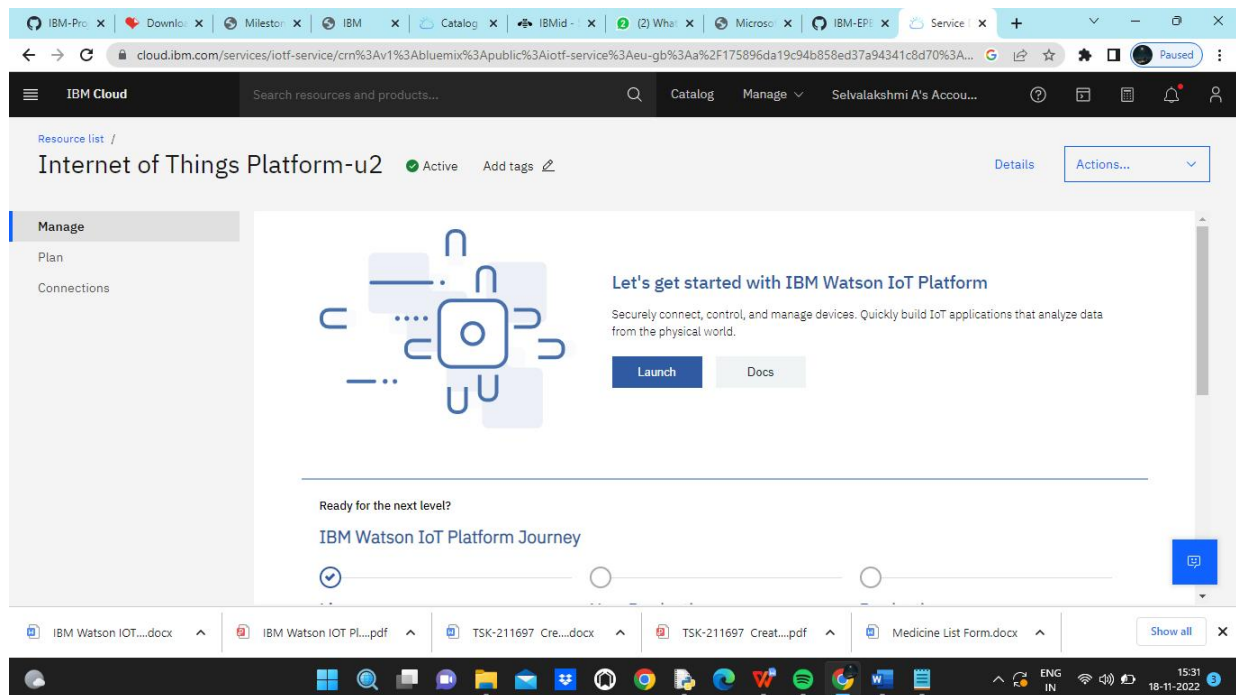 IBM-Pro
Downloa
Mileston
IBM
Catalog
IBMid -
(2) What
Microso
IBM-EPB
Service
cloud.ibm.com/services/iotf-service/crn%3Av1%3Abluemix%3Apublic%3Aiotf-service%3Aeu-gb%3Aa%2F175896da19c94b858ed37a94341c8d70%3A...
Paused
IBM Cloud
Search resources and products...
Catalog
Manage
Selvalakshmi A's Accou...
Resource list /
Internet of Things Platform-u2
Active
Add tags
Details
Actions...
Manage
Plan
Connections
Let's get started with IBM Watson IoT Platform
Securely connect, control, and manage devices. Quickly build IoT applications that analyze data
from the physical world.
Launch
Docs
Ready for the next level?
IBM Watson IoT Platform Journey
IBM Watson IOT....docx
IBM Watson IOT Pl....pdf
TSK-211697 Cre....docx
TSK-211697 Creat....pdf
Medicine List Form.docx
Show all
ENG
IN
15:31
18-11-2022
3